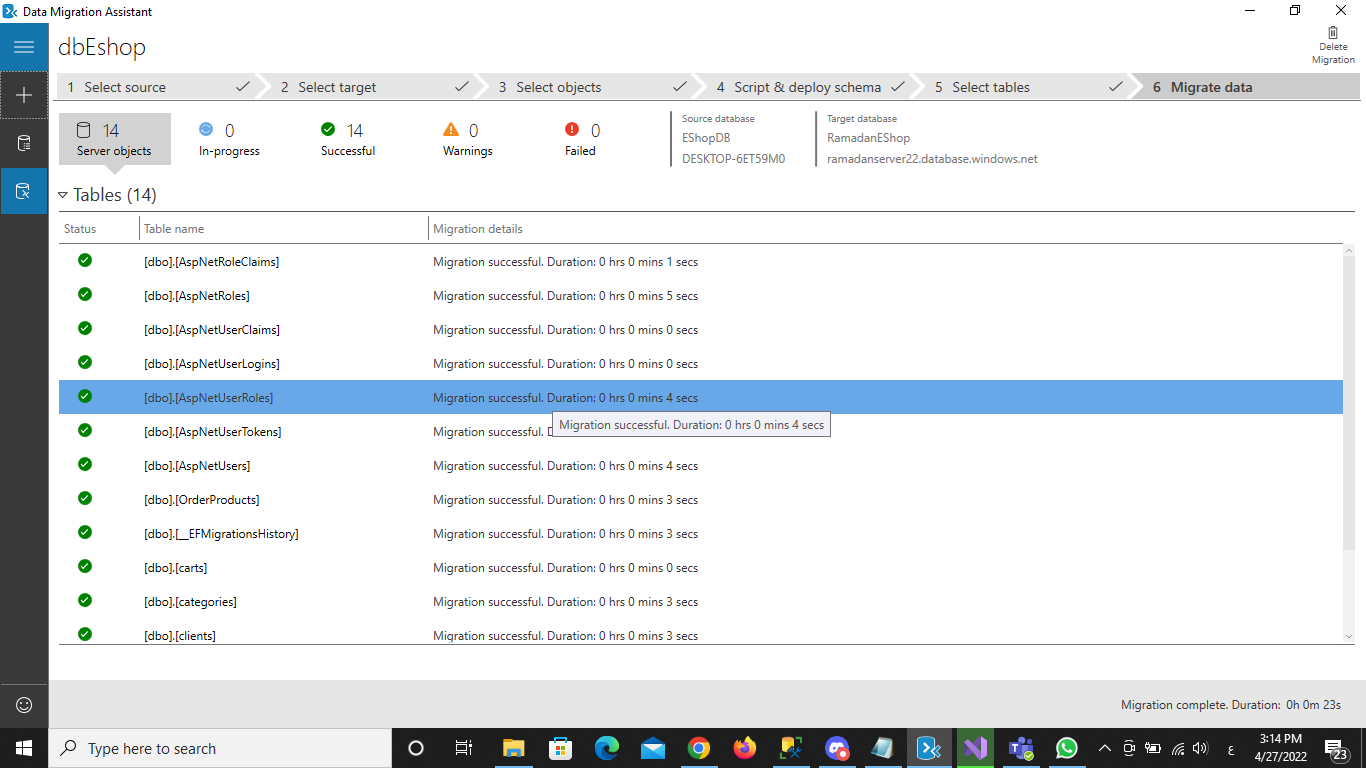 Data Migration Assistant
dbEshop
Delete
Migration
1 Select source
2 Select target
3 Select objects
4 Script & deploy schema
5 Select tables
6 Migrate data
14
Server objects
0
In-progress
14
Successful
0
Warnings
0
Failed
Source database
EShopDB
DESKTOP-6ET59M0
Target database
RamadanEShop
ramadanserver22.database.windows.net
Tables (14)
Status Table name Migration details
[dbo].[AspNetRoleClaims] Migration successful. Duration: 0 hrs 0 mins 1 secs
[dbo].[AspNetRoles] Migration successful. Duration: 0 hrs 0 mins 5 secs
[dbo].[AspNetUserClaims] Migration successful. Duration: 0 hrs 0 mins 0 secs
[dbo].[AspNetUserLogins] Migration successful. Duration: 0 hrs 0 mins 0 secs
[dbo].[AspNetUserRoles] Migration successful. Duration: 0 hrs 0 mins 4 secs
Migration successful. Duration: 0 hrs 0 mins 4 secs
[dbo].[AspNetUserTokens] Migration successful.
[dbo].[AspNetUsers] Migration successful. Duration: 0 hrs 0 mins 4 secs
[dbo].[OrderProducts] Migration successful. Duration: 0 hrs 0 mins 3 secs
[dbo].[__EFMigrationsHistory] Migration successful. Duration: 0 hrs 0 mins 3 secs
[dbo].[carts] Migration successful. Duration: 0 hrs 0 mins 0 secs
[dbo].[categories] Migration successful. Duration: 0 hrs 0 mins 3 secs
[dbo].[clients] Migration successful. Duration: 0 hrs 0 mins 3 secs
Migration complete. Duration: 0h 0m 23s
Type here to search
ع
3:14 PM
4/27/2022
23